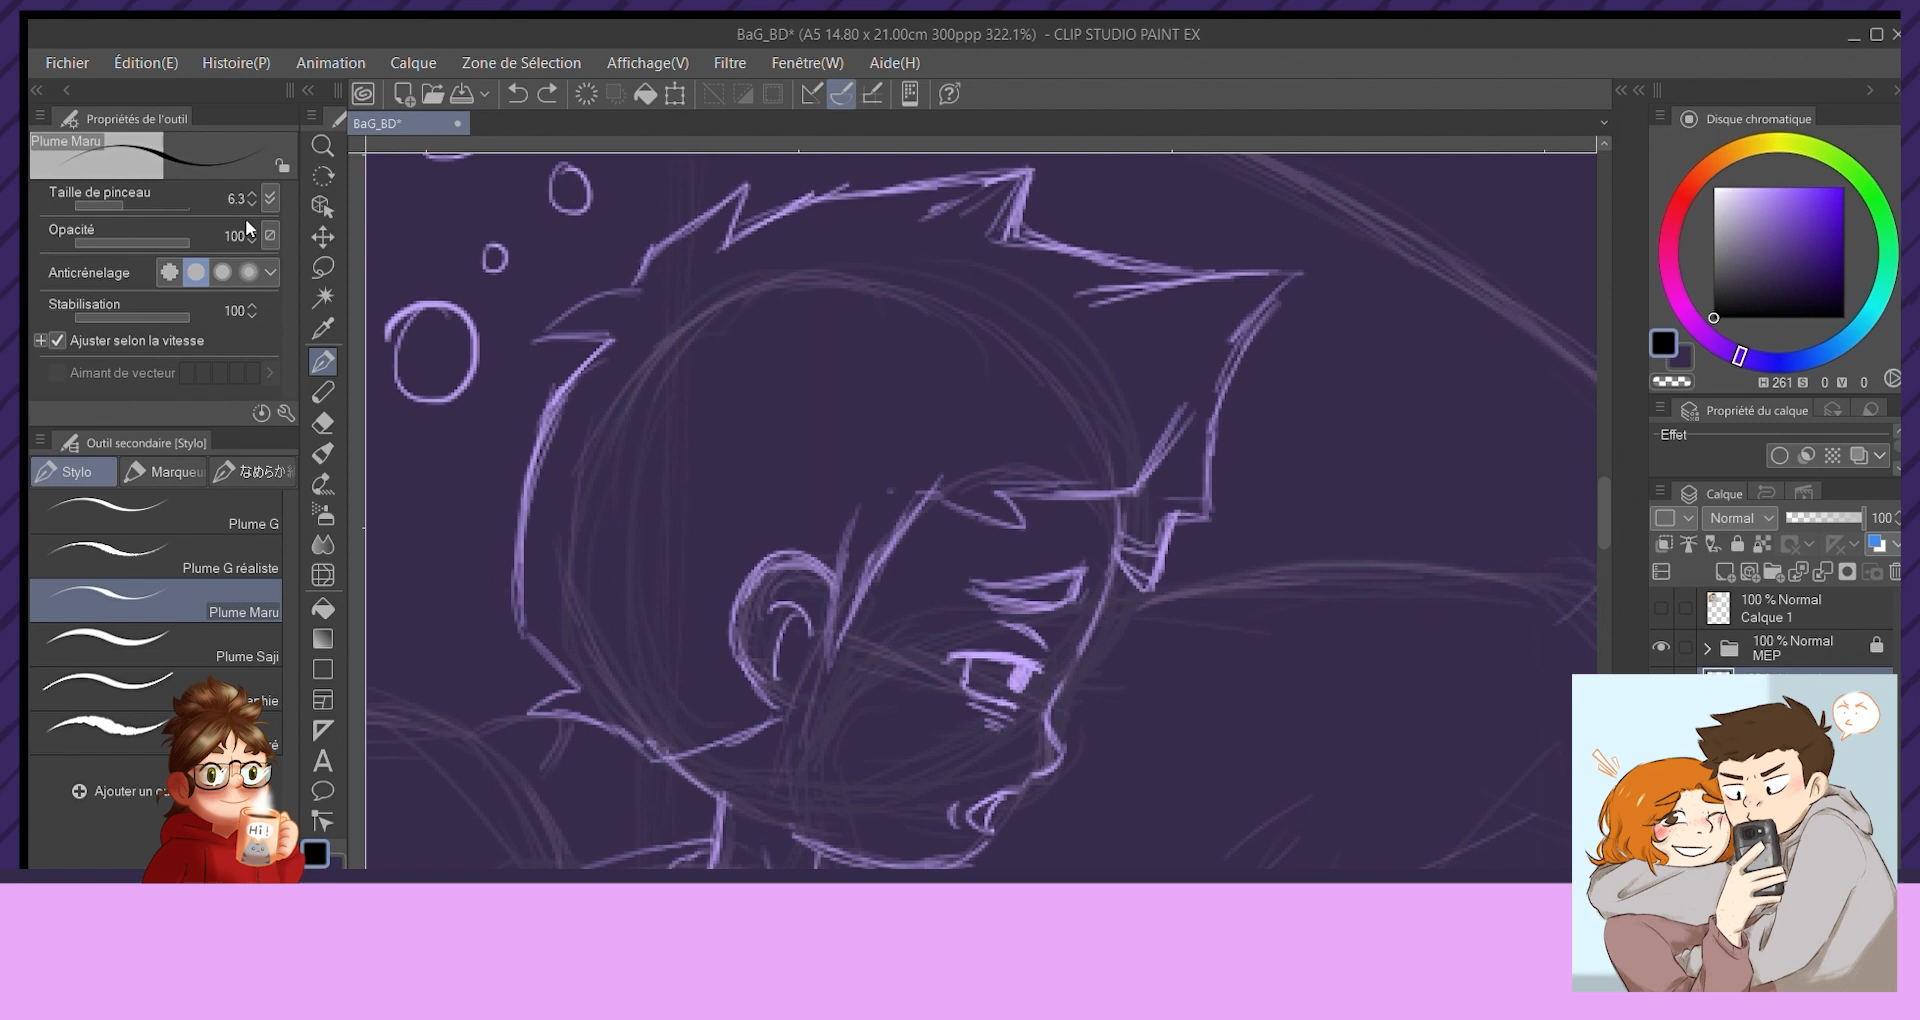 BaG_BD* (A5 14.80 x 21.00cm 300ppp 322.1%) - CLIP STUDIO PAINT EX
Fichier Édition(E) Histoire(P) Animation Calque Zone de Sélection Affichage(V) Filtre Fenêtre(W) Aide(H)
Propriétés de l'outil
BaG_BD*
Disque chromatique
Plume Maru
Taille de pinceau 6.3
Opacité 100
Anticrénelage
Stabilisation 100
Ajuster selon la vitesse
Aimant de vecteur
H 261 S 0 V 0
Propriété du calque
Effet
Outil secondaire [Stylo]
Stylo Marqueu なめらか
Plume G
Plume G réaliste
Plume Maru
Plume Saji
phie
Ajouter un
Hi!
Calque
Normal 100
100 % Normal
Calque 1
100 % Normal
MEP